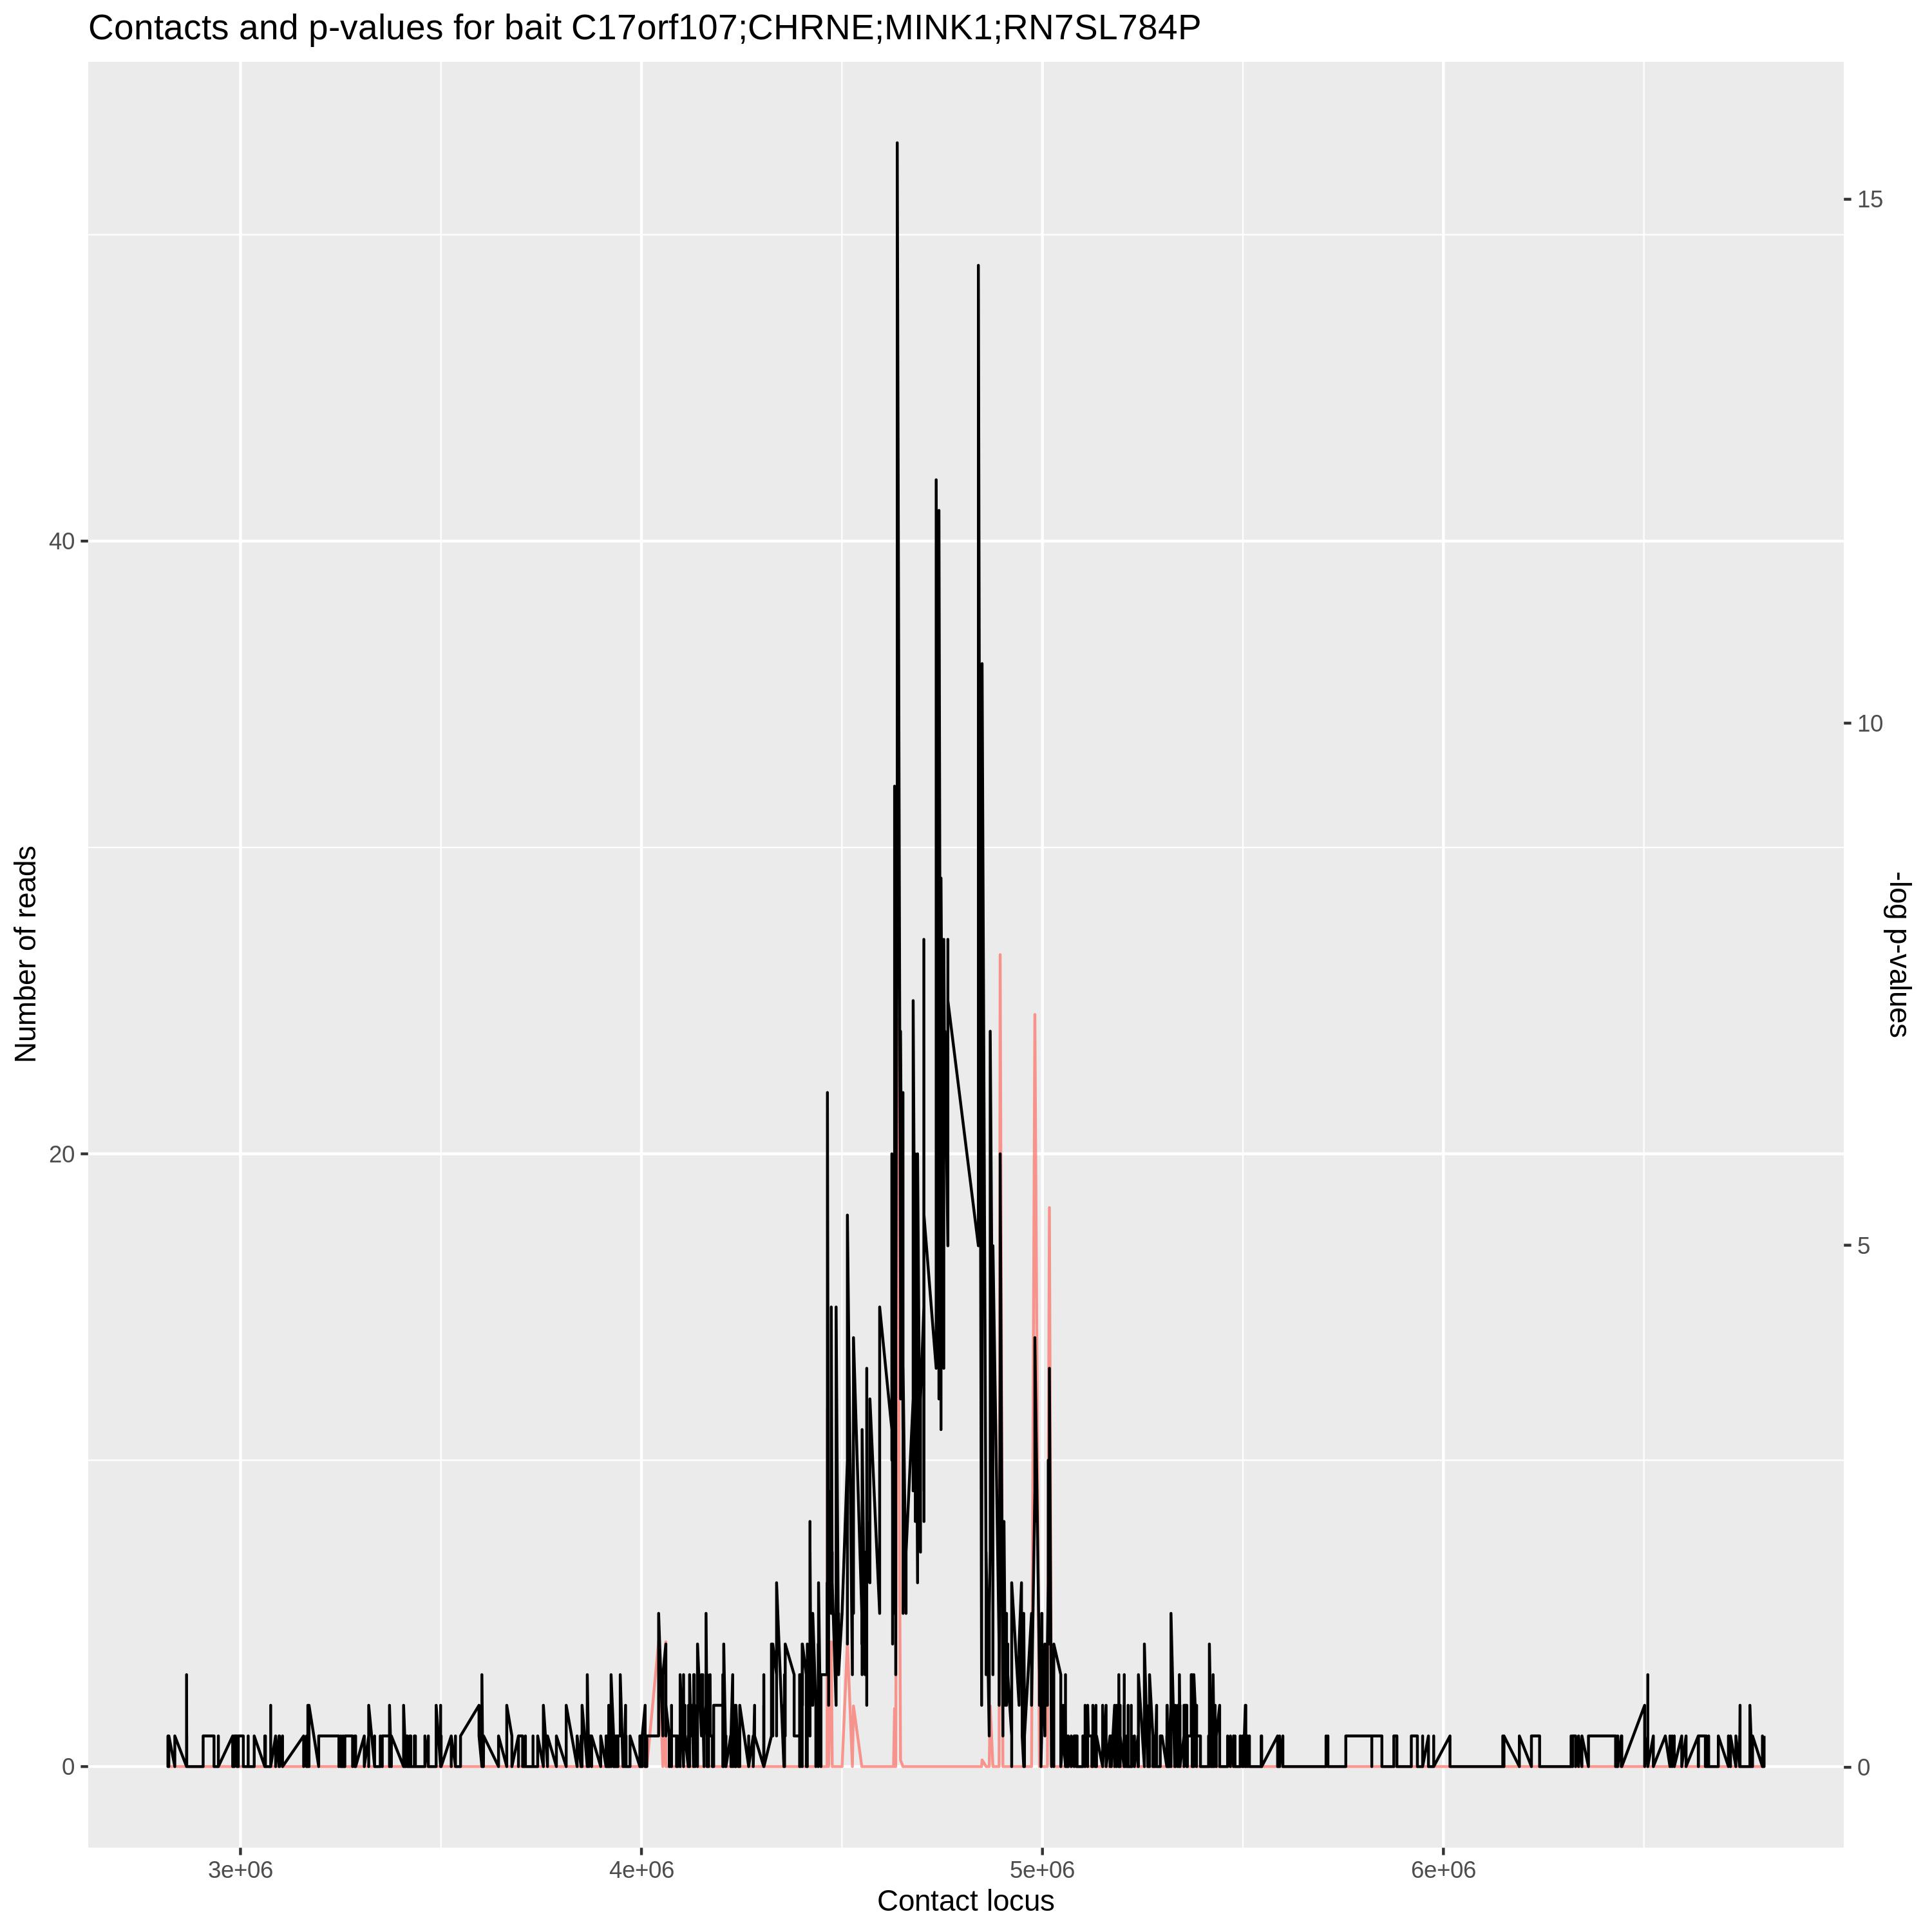 Contacts and p-values for bait C17orf107;CHRNE;MINK1;RN7SL784P
15
40
10
Number of reads
-log p-values
20
5
0
0
3e+06
4e+06
5e+06
6e+06
Contact locus